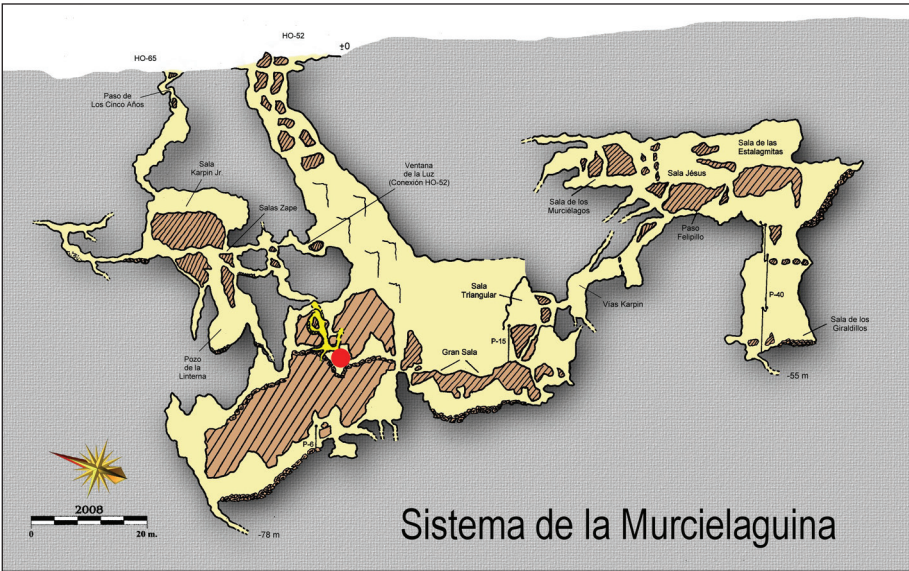 HO-52
±0
HO-65
Paso de
Los Cinco Años
Sala
Karpin Jr.
Salas Zape
Ventana
de la Luz
(Conexión HO-52)
Sala de las
Estalagmitas
Sala Jésus
Sala de los
Murciélagos
Paso
Felipillo
Sala
Triangular
Vías Karpin
P-40
Sala de los
Giraldillos
P-15
Gran Sala
Pozo
de la
Linterna
-55 m
P-6
2008
0
20 m.
-78 m
Sistema de la Murcielaguina